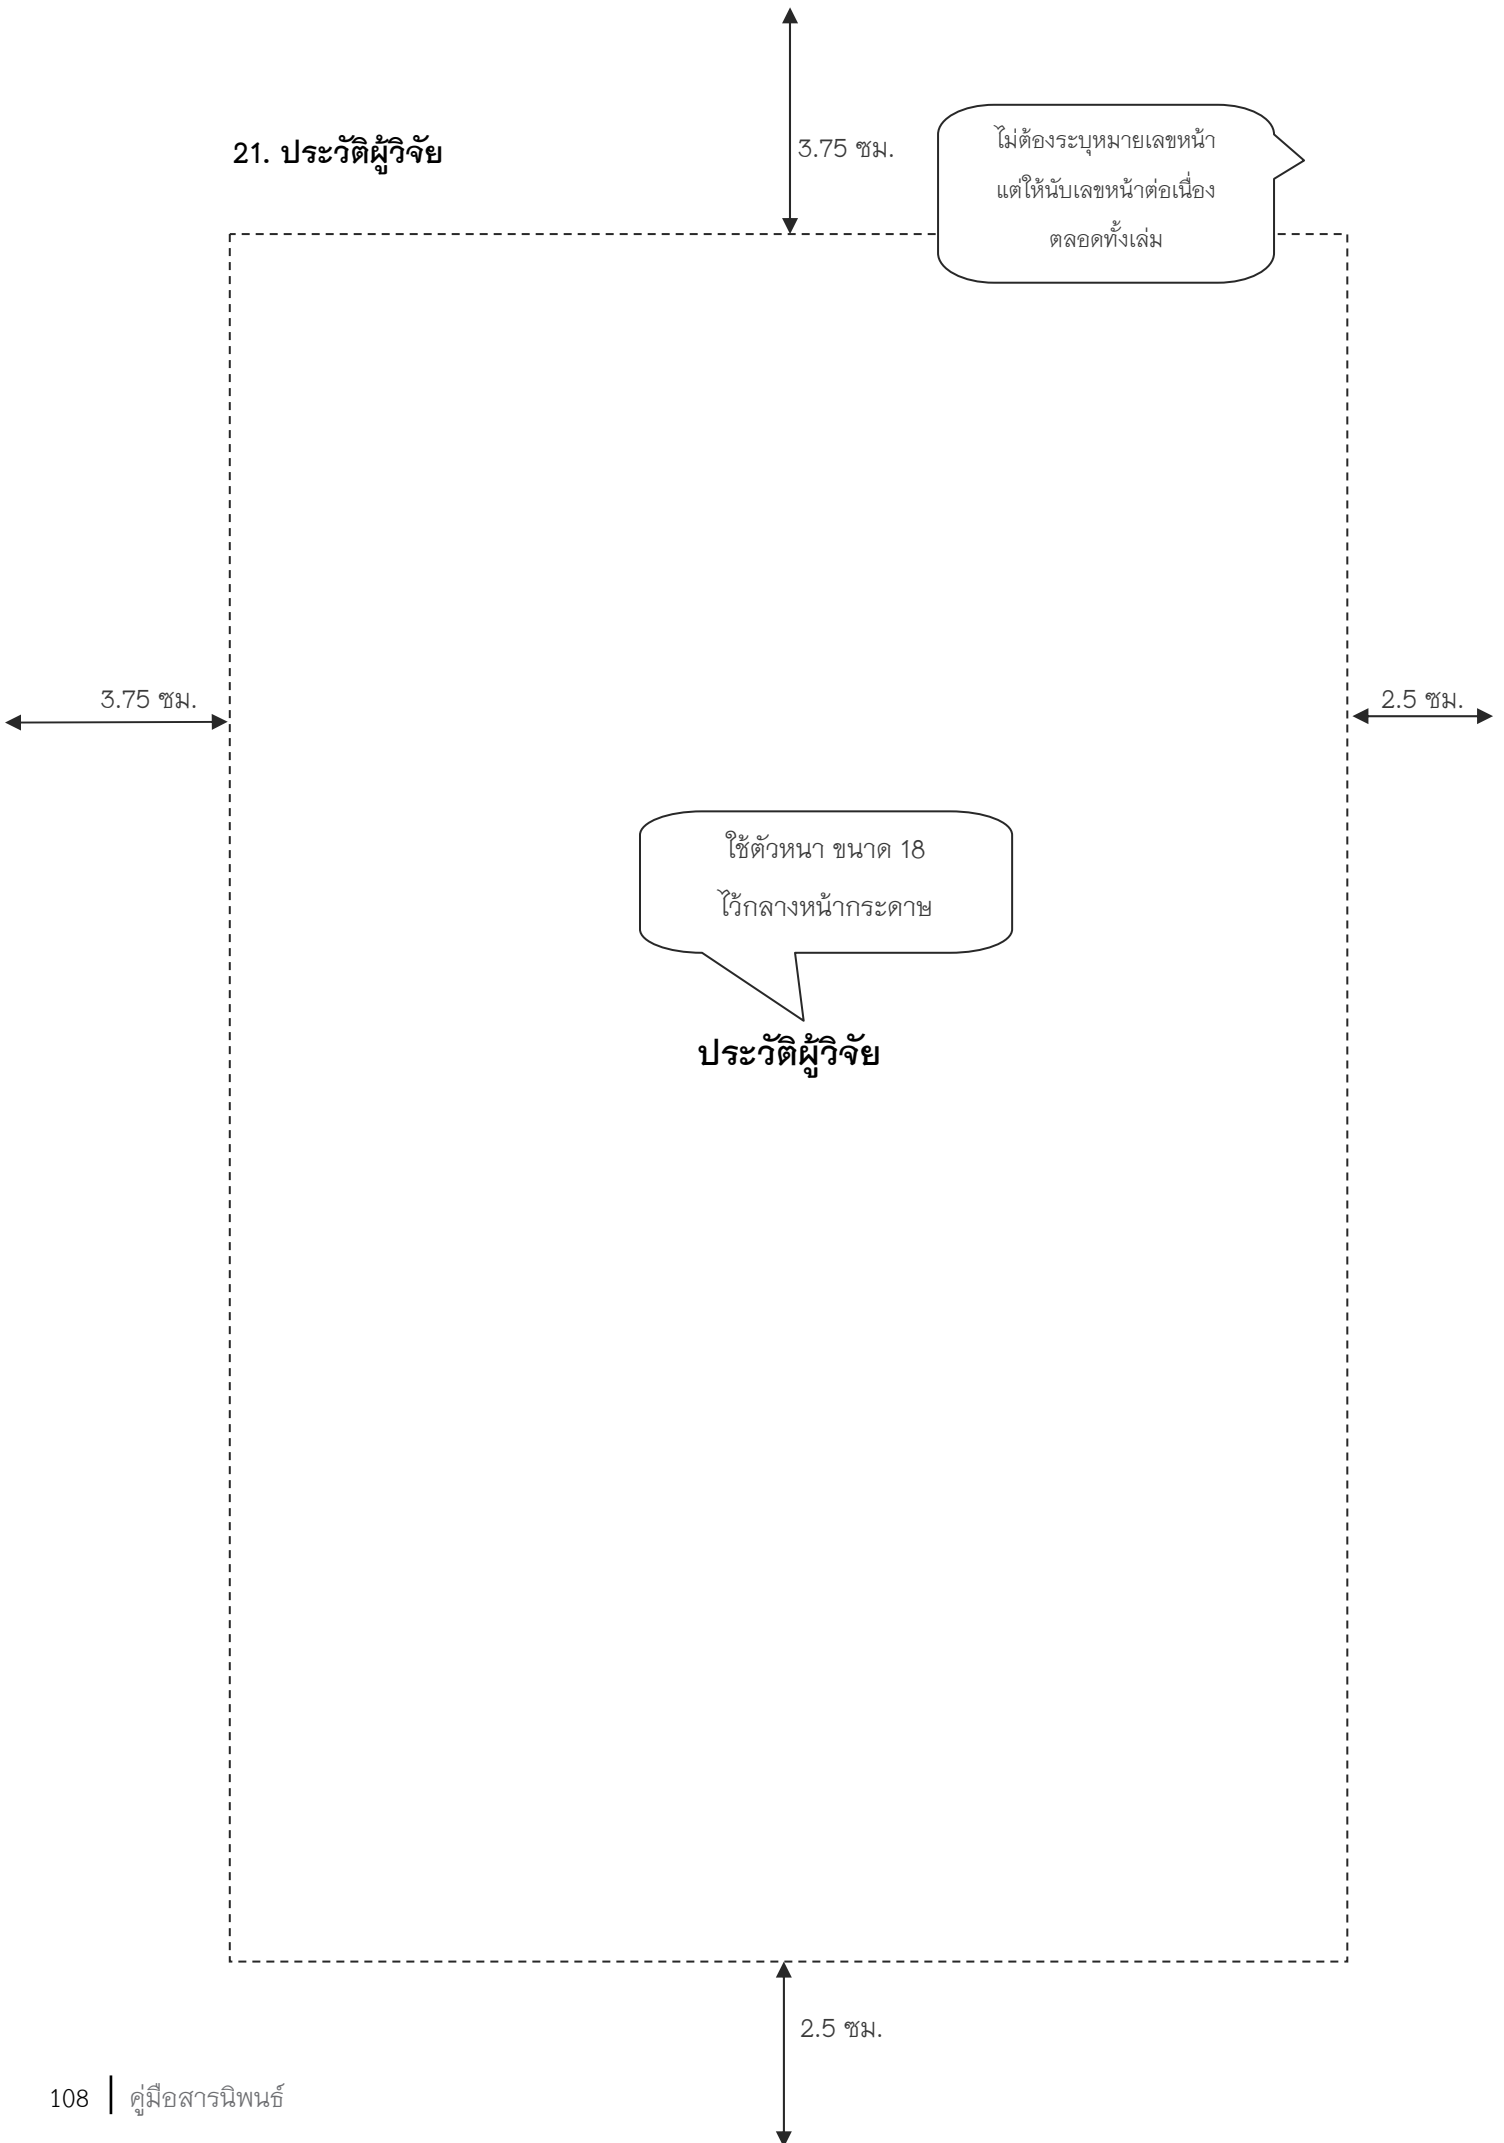 21. ประวัติผู้วิจัย
3.75 ซม.
ไม่ต้องระบุหมายเลขหน้า
แต่ให้นับเลขหน้าต่อเนื่อง
ตลอดทั้งเล่ม
3.75 ซม.
2.5 ซม.
ใช้ตัวหนา ขนาด 18
ไว้กลางหน้ากระดาษ
ประวัติผู้วิจัย
2.5 ซม.
108 คู่มือสารนิพนธ์